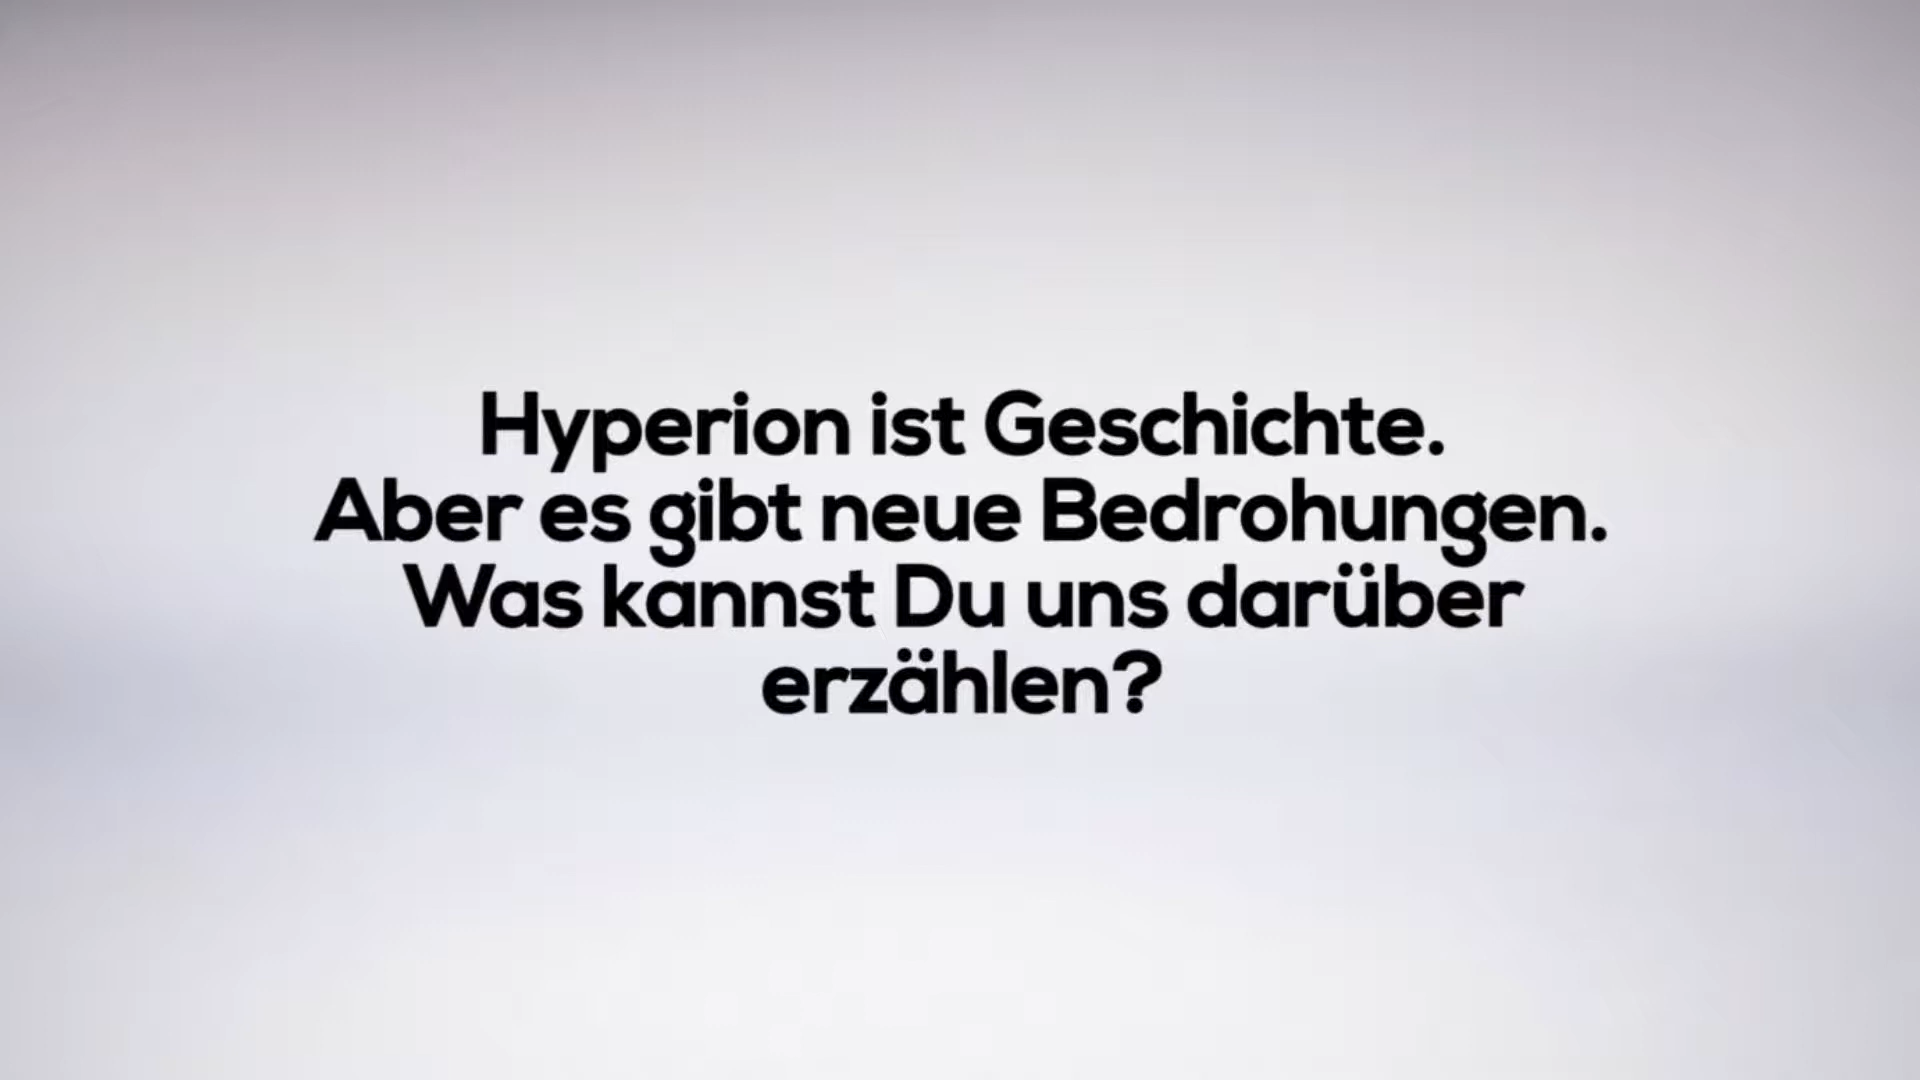 Hyperion ist Geschichte.
Aber es gibt neue Bedrohungen.
Was kannst Du uns darüber
erzählen?